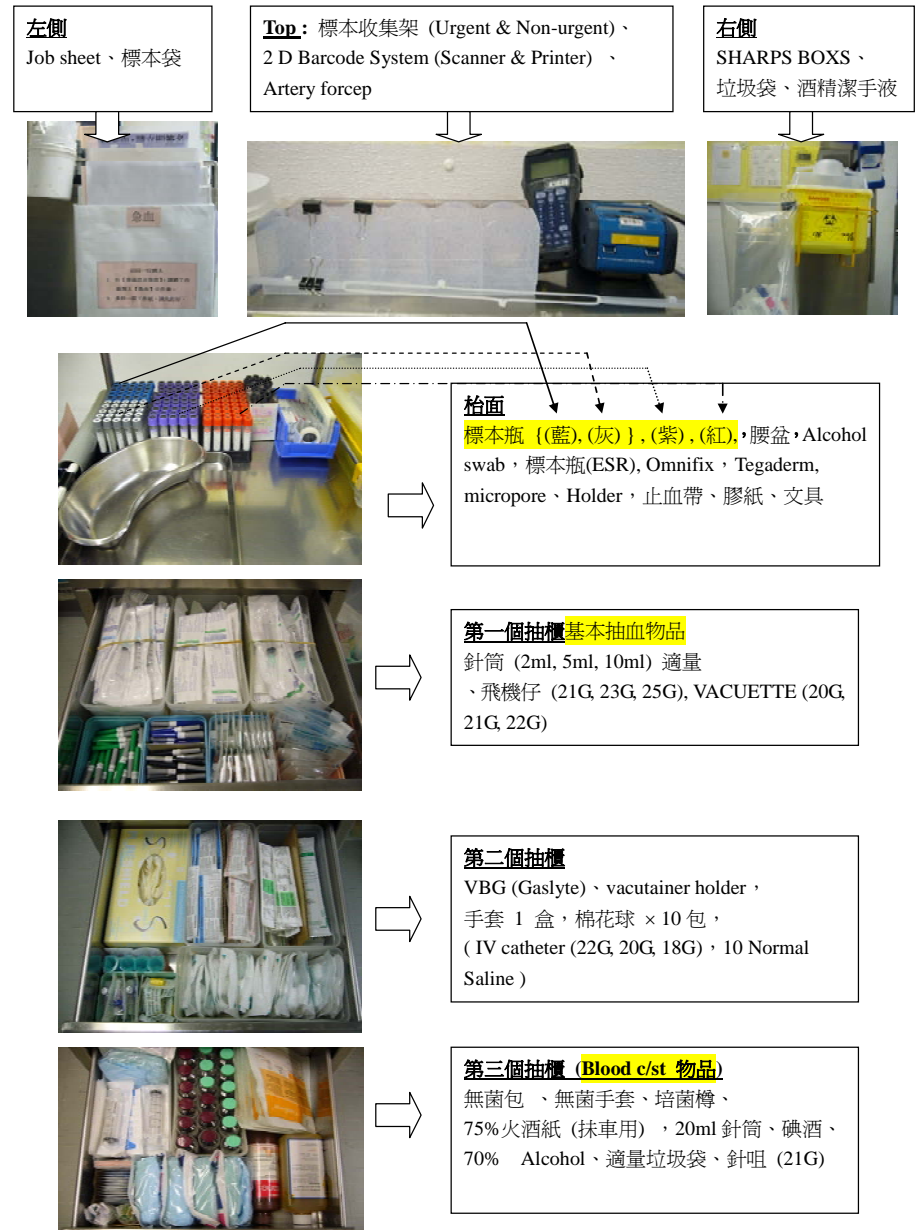 左側
Job sheet、標本袋
Top : 標本收集架 (Urgent & Non-urgent)、
2 D Barcode System (Scanner & Printer) 、
Artery forcep
右側
SHARPS BOXS、
垃圾袋、酒精潔手液
急血
枱面
標本瓶 {(藍), (灰) } , (紫) , (紅), ,腰盆,Alcohol
swab,標本瓶(ESR), Omnifix,Tegaderm,
micropore、Holder,止血帶、膠紙、文具
第一個抽櫃基本抽血物品
針筒 (2ml, 5ml, 10ml) 適量
、飛機仔 (21G, 23G, 25G), VACUETTE (20G,
21G, 22G)
第二個抽櫃
VBG (Gaslyte)、vacutainer holder,
手套 1 盒,棉花球 × 10 包,
( IV catheter (22G, 20G, 18G),10 Normal
Saline )
第三個抽櫃 (Blood c/st 物品)
無菌包 、無菌手套、培菌樽、
75%火酒紙 (抹車用) ,20ml 針筒、碘酒、
70% Alcohol、適量垃圾袋、針咀 (21G)